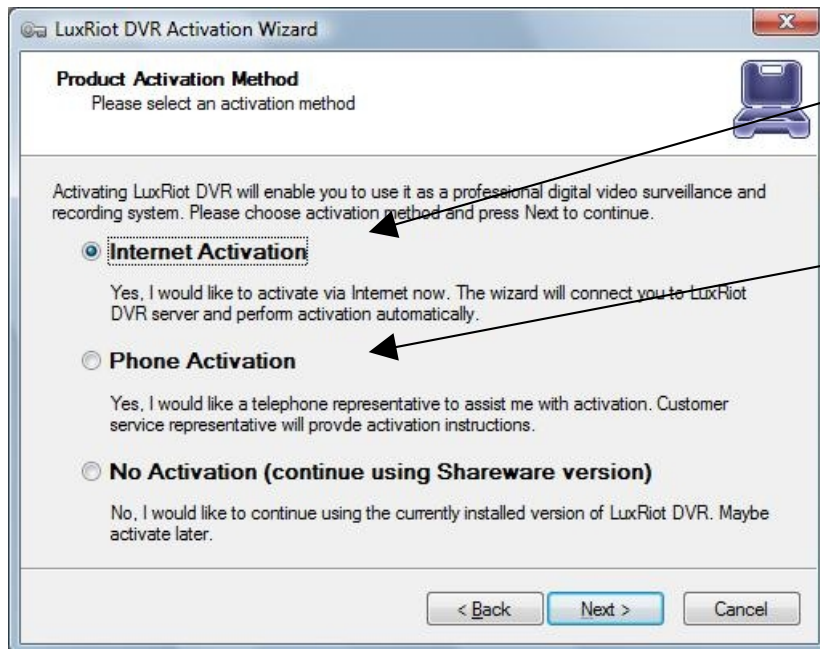 LuxRiot DVR Activation Wizard
Product Activation Method
Please select an activation method
Activating LuxRiot DVR will enable you to use it as a professional digital video surveillance and
recording system. Please choose activation method and press Next to continue.
Internet Activation
Yes, I would like to activate via Internet now. The wizard will connect you to LuxRiot
DVR server and perform activation automatically.
Phone Activation
Yes, I would like a telephone representative to assist me with activation. Customer
service representative will provde activation instructions.
No Activation (continue using Shareware version)
No, I would like to continue using the currently installed version of LuxRiot DVR. Maybe
activate later.
< Back Next > Cancel